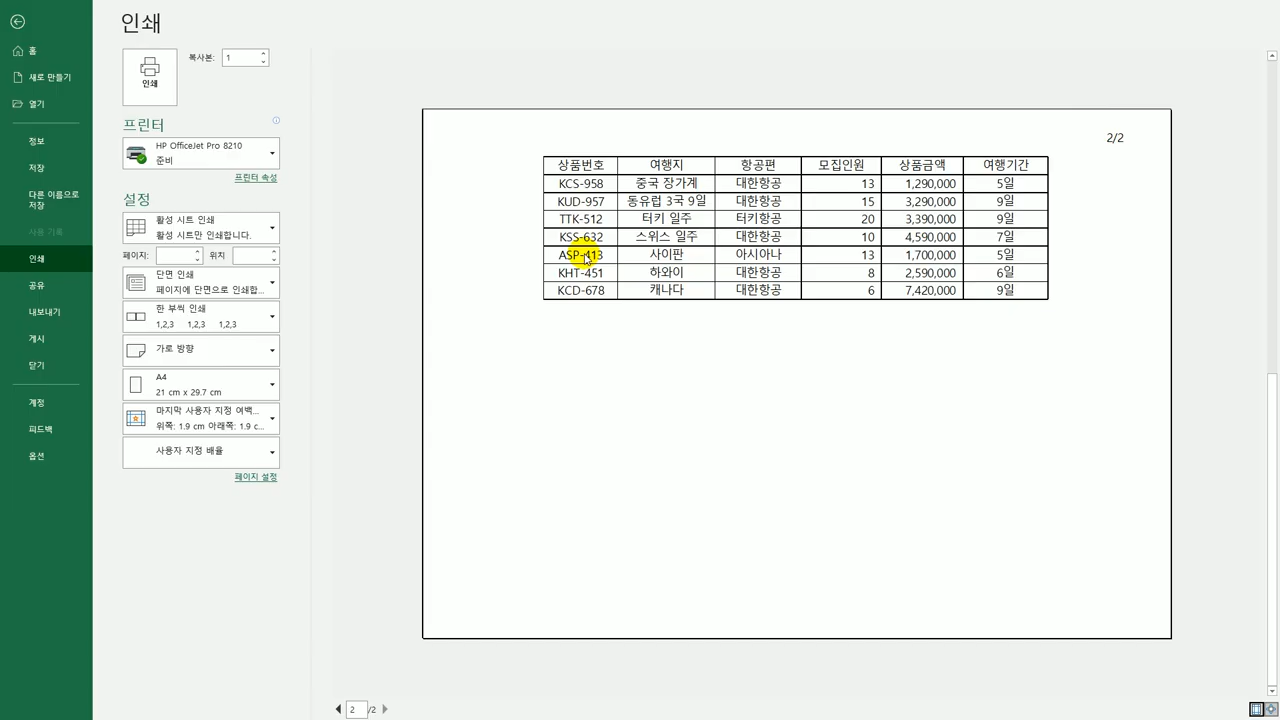 인쇄
홈
새로 만들기
열기
정보
저장
다른 이름으로
저장
사용 기록
인쇄
공유
내보내기
게시
닫기
계정
피드백
옵션
인쇄
복사본: 1
프린터
HP OfficeJet Pro 8210
준비
프린터 속성
설정
활성 시트 인쇄
활성 시트만 인쇄합니다.
페이지: 위치
단면 인쇄
페이지에 단면으로 인쇄합...
한 부씩 인쇄
1,2,3 1,2,3 1,2,3
가로 방향
A4
21 cm x 29.7 cm
마지막 사용자 지정 여백...
위쪽: 1.9 cm 아래쪽: 1.9 c...
사용자 지정 배율
페이지 설정
2/2
상품번호 여행지 항공편 모집인원 상품금액 여행기간
KCS-958 중국 장가계 대한항공 13 1,290,000 5일
KUD-957 동유럽 3국 9일 대한항공 15 3,290,000 9일
TTK-512 터키 일주 터키항공 20 3,390,000 9일
KSS-632 스위스 일주 대한항공 10 4,590,000 7일
ASP-413 사이판 아시아나 13 1,700,000 5일
KHT-451 하와이 대한항공 8 2,590,000 6일
KCD-678 캐나다 대한항공 6 7,420,000 9일
2 /2